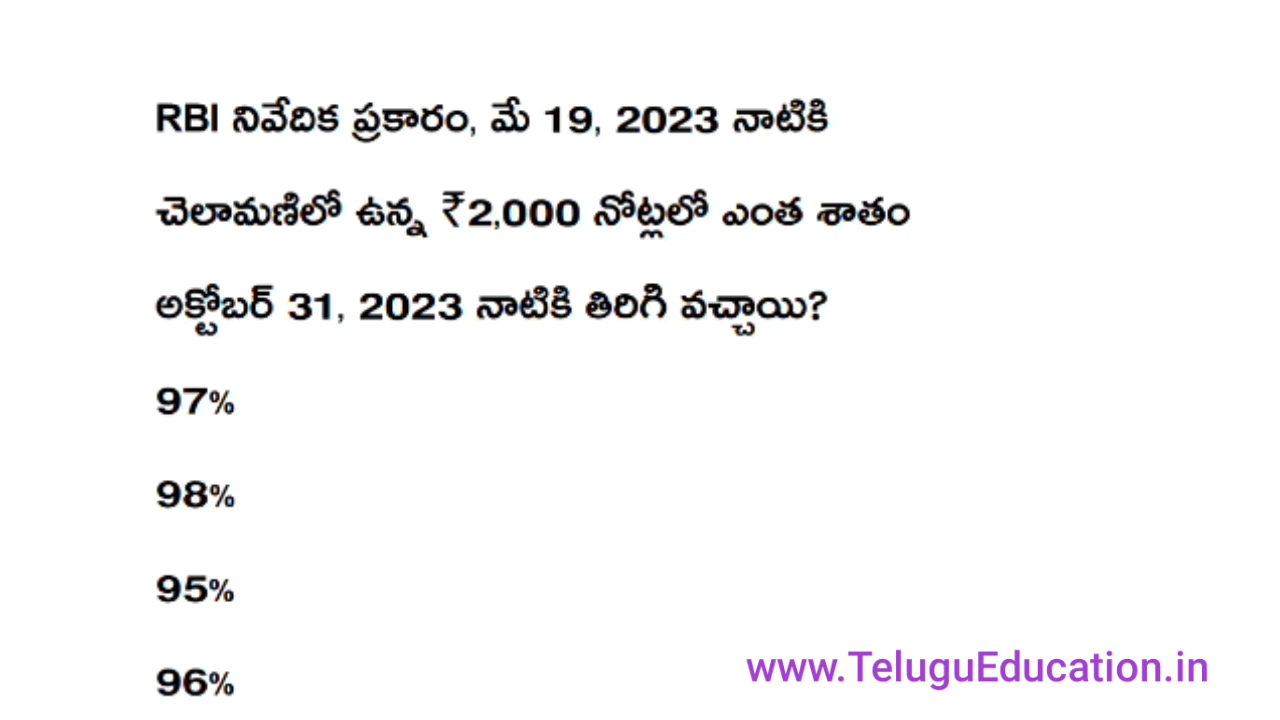 RBI నివేదిక ప్రకారం, మే 19, 2023 నాటికి
చెలామణిలో ఉన్న ₹2,000 నోట్లలో ఎంత శాతం
అక్టోబర్ 31, 2023 నాటికి తిరిగి వచ్చాయి?
97%
98%
95%
96%
www.TeluguEducation.in